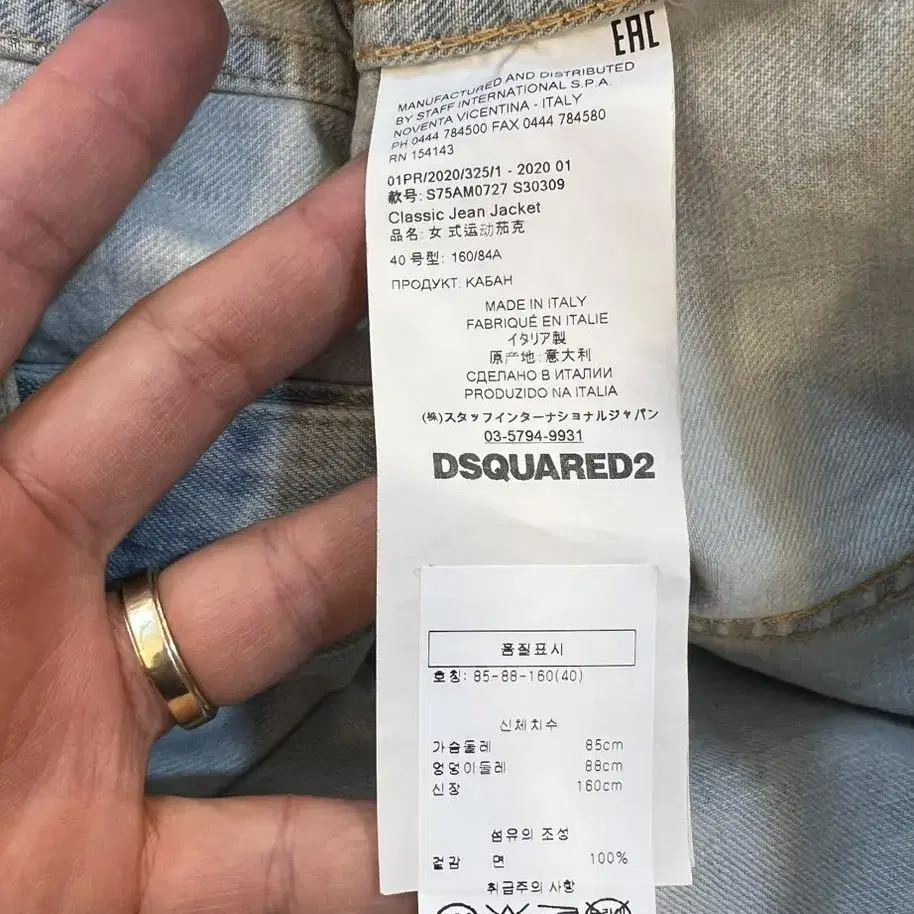 EAC
MANUFACTURED AND DISTRIBUTED
BY STAFF INTERNATIONAL S.P.A.
NOVENTA VICENTINA - ITALY
PH 0444 784500 FAX 0444 784580
RN 154143
01PR/2020/325/1 - 2020 01
款号: S75AM0727 S30309
Classic Jean Jacket
品名: 女 式运动茄克
40 号型: 160/84A
ПРОДУКТ: КАБАН
MADE IN ITALY
FABRIQUÉ EN ITALIE
イタリア製
原产地:意大利
СДЕЛАНО В ИТАЛИИ
PRODUZIDO NA ITALIA
(株)スタッフインターナショナルジャパン
03-5794-9931
DSQUARED2
품질표시
호칭: 85-88-160(40)
신체치수
가슴둘레 85cm
엉덩이둘레 88cm
신장 160cm
섬유의 조성
겉감 면 100%
취급주의 사항